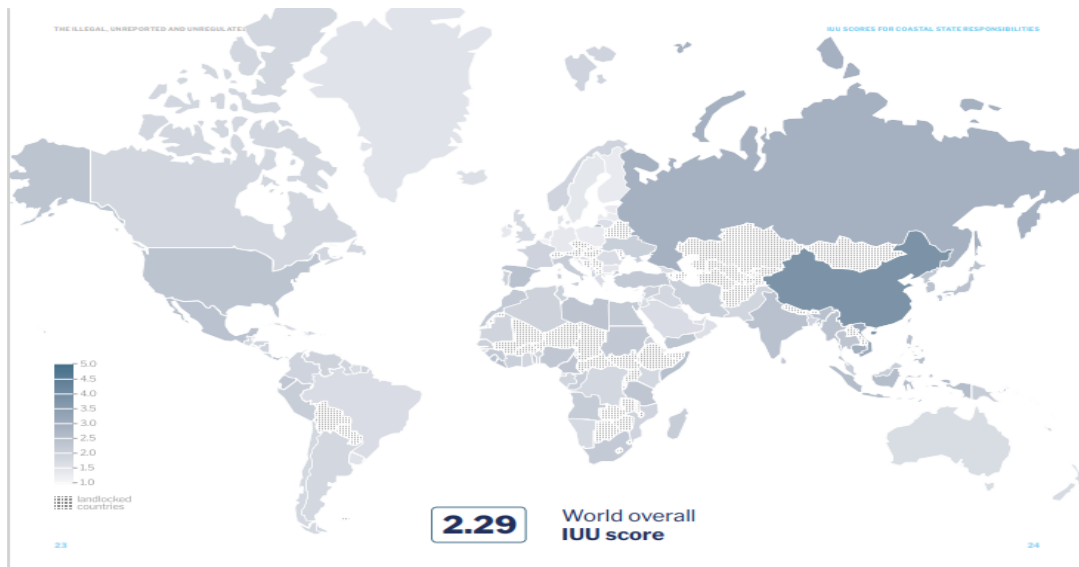 THE ILLEGAL, UNREPORTED AND UNREGULATED
IUU SCORES FOR COASTAL STATE RESPONSIBILITIES
5.0
4.5
4.0
3.5
3.0
2.5
2.0
1.5
1.0
landlocked
countries
2.29
World overall
IUU score
23
24